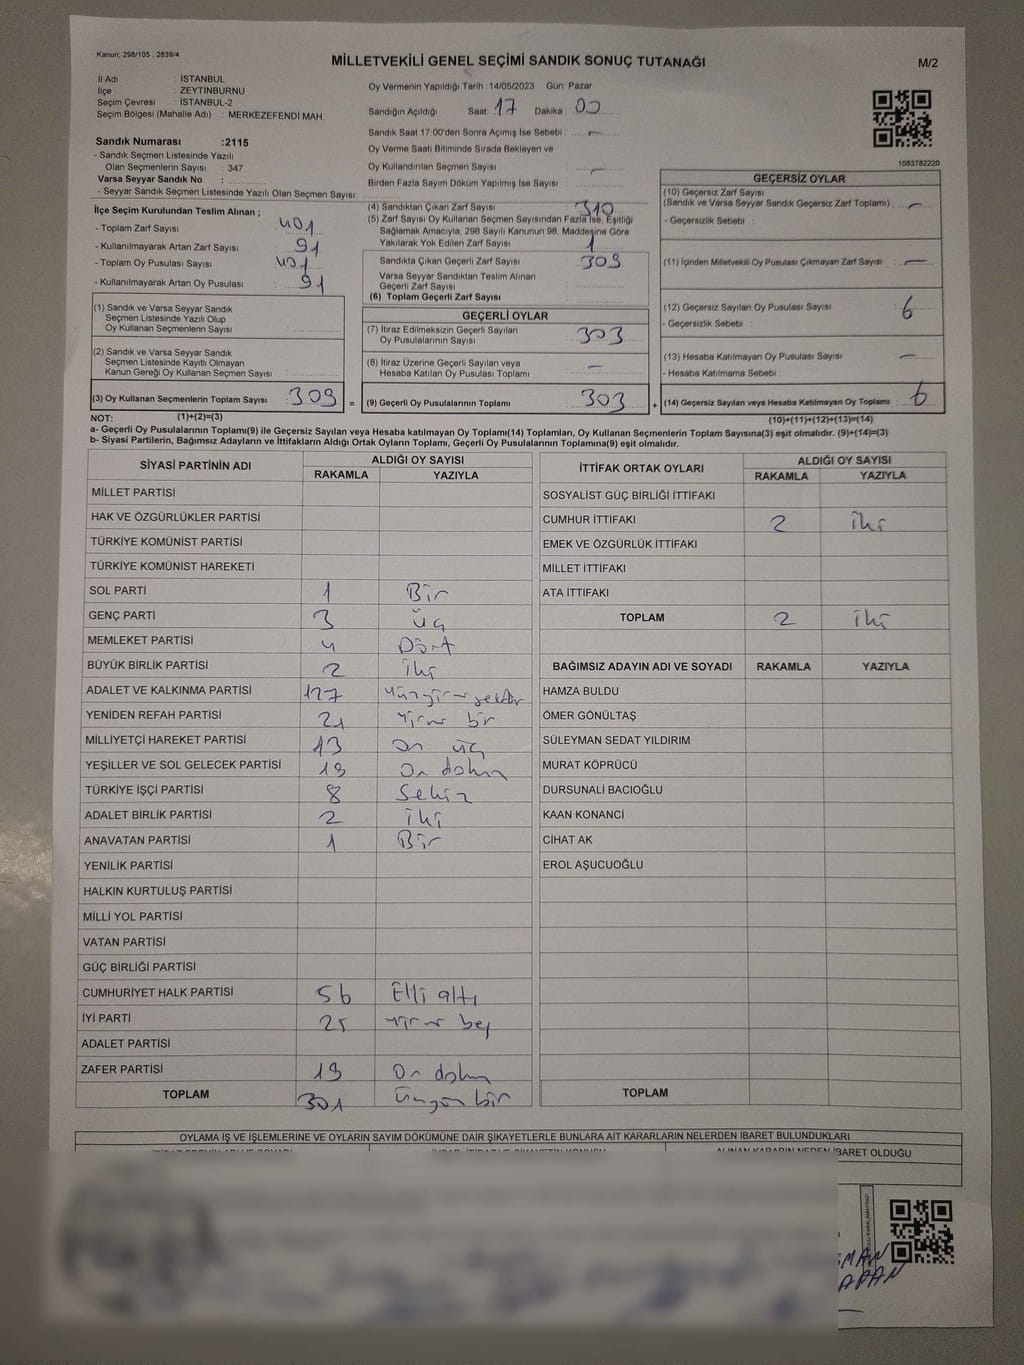 Kanun: 298/105 , 2839/4
MİLLETVEKİLİ GENEL SEÇİMİ SANDIK SONUÇ TUTANAĞI
M/2
İl Adı : İSTANBUL
İlçe : ZEYTİNBURNU
Seçim Çevresi : İSTANBUL-2
Seçim Bölgesi (Mahalle Adı) : MERKEZEFENDİ MAH.
Sandık Numarası :2115
- Sandık Seçmen Listesinde Yazılı
Olan Seçmenlerin Sayısı : 347
Varsa Seyyar Sandık No :
- Seyyar Sandık Seçmen Listesinde Yazılı Olan Seçmen Sayısı:
Oy Vermenin Yapıldığı Tarih :14/05/2023 Gün: Pazar
Sandığın Açıldığı Saat: 17 Dakika : 00
Sandık Saat 17:00'den Sonra Açımış İse Sebebi : -
Oy Verme Saati Bitiminde Sırada Bekleyen ve
Oy Kullandırılan Seçmen Sayısı : -
Birden Fazla Sayım Döküm Yapılmış İse Sayısı :
1083782220
İlçe Seçim Kurulundan Teslim Alınan ;
- Toplam Zarf Sayısı : 401
- Kullanılmayarak Artan Zarf Sayısı : 91
- Toplam Oy Pusulası Sayısı : 401
- Kullanılmayarak Artan Oy Pusulası : 91
(1) Sandık ve Varsa Seyyar Sandık
Seçmen Listesinde Yazılı Olup
Oy Kullanan Seçmenlerin Sayısı :
(2) Sandık ve Varsa Seyyar Sandık
Seçmen Listesinde Kayıtlı Olmayan
Kanun Gereği Oy Kullanan Seçmen Sayısı :
(3) Oy Kullanan Seçmenlerin Toplam Sayısı : 309
(4) Sandıktan Çıkan Zarf Sayısı : 310
(5) Zarf Sayısı Oy Kullanan Seçmen Sayısından Fazla İse, Eşitliği
Sağlamak Amacıyla, 298 Sayılı Kanunun 98. Maddesine Göre
Yakılarak Yok Edilen Zarf Sayısı : 1
Sandıkta Çıkan Geçerli Zarf Sayısı : 309
Varsa Seyyar Sandıktan Teslim Alınan
Geçerli Zarf Sayısı :
(6) Toplam Geçerli Zarf Sayısı :
GEÇERLİ OYLAR
(7) İtiraz Edilmeksizin Geçerli Sayılan
Oy Pusulalarının Sayısı : 303
(8) İtiraz Üzerine Geçerli Sayılan veya
Hesaba Katılan Oy Pusulası Toplamı : -
= (9) Geçerli Oy Pusulalarının Toplamı : 303
GEÇERSİZ OYLAR
(10) Geçersiz Zarf Sayısı
(Sandık ve Varsa Seyyar Sandık Geçersiz Zarf Toplamı) : -
- Geçersizlik Sebebi :
(11) İçinden Milletvekili Oy Pusulası Çıkmayan Zarf Sayısı : -
(12) Geçersiz Sayılan Oy Pusulası Sayısı : 6
- Geçersizlik Sebebi :
(13) Hesaba Katılmayan Oy Pusulası Sayısı : -
- Hesaba Katılmama Sebebi :
+ (14) Geçersiz Sayılan veya Hesaba Katılmayan Oy Toplamı : 6
NOT: (1)+(2)=(3)
(10)+(11)+(12)+(13)=(14)
a- Geçerli Oy Pusulalarının Toplamı(9) ile Geçersiz Sayılan veya Hesaba katılmayan Oy Toplamı(14) Toplamları, Oy Kullanan Seçmenlerin Toplam Sayısına(3) eşit olmalıdır. (9)+(14)=(3)
b- Siyasi Partilerin, Bağımsız Adayların ve İttifakların Aldığı Ortak Oyların Toplamı, Geçerli Oy Pusulalarının Toplamına(9) eşit olmalıdır.
SİYASİ PARTİNİN ADI ALDIĞI OY SAYISI
RAKAMLA YAZIYLA
MİLLET PARTİSİ
HAK VE ÖZGÜRLÜKLER PARTİSİ
TÜRKİYE KOMÜNİST PARTİSİ
TÜRKİYE KOMÜNİST HAREKETİ
SOL PARTİ 1 Bir
GENÇ PARTİ 3 üç
MEMLEKET PARTİSİ 4 Dört
BÜYÜK BİRLİK PARTİSİ 2 iki
ADALET VE KALKINMA PARTİSİ 127
YENİDEN REFAH PARTİSİ 21 Yirmi bir
MİLLİYETÇİ HAREKET PARTİSİ 13 On üç
YEŞİLLER VE SOL GELECEK PARTİSİ 19 On dokuz
TÜRKİYE İŞÇİ PARTİSİ 8 Sekiz
ADALET BİRLİK PARTİSİ 2 iki
ANAVATAN PARTİSİ 1 Bir
YENİLİK PARTİSİ
HALKIN KURTULUŞ PARTİSİ
MİLLİ YOL PARTİSİ
VATAN PARTİSİ
GÜÇ BİRLİĞİ PARTİSİ
CUMHURİYET HALK PARTİSİ 56 Elli altı
İYİ PARTİ 25 Yirmi beş
ADALET PARTİSİ
ZAFER PARTİSİ 19 On dokuz
TOPLAM 301 Üçyüz bir
İTTİFAK ORTAK OYLARI ALDIĞI OY SAYISI
RAKAMLA YAZIYLA
SOSYALİST GÜÇ BİRLİĞİ İTTİFAKI
CUMHUR İTTİFAKI 2 iki
EMEK VE ÖZGÜRLÜK İTTİFAKI
MİLLET İTTİFAKI
ATA İTTİFAKI
TOPLAM 2 iki
BAĞIMSIZ ADAYIN ADI VE SOYADI RAKAMLA YAZIYLA
HAMZA BULDU
ÖMER GÖNÜLTAŞ
SÜLEYMAN SEDAT YILDIRIM
MURAT KÖPRÜCÜ
DURSUNALİ BACIOĞLU
KAAN KONANCİ
CİHAT AK
EROL AŞUCUOĞLU
TOPLAM
OYLAMA İŞ VE İŞLEMLERİNE VE OYLARIN SAYIM DÖKÜMÜNE DAİR ŞİKAYETLERLE BUNLARA AİT KARARLARIN NELERDEN İBARET BULUNDUKLARI
ALINAN KARARIN NEDEN İBARET OLDUĞU